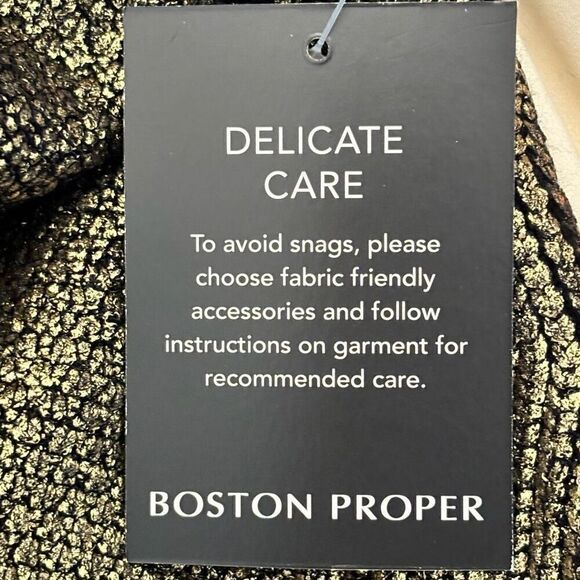 DELICATE
CARE
To avoid snags, please
choose fabric friendly
accessories and follow
instructions on garment for
recommended care.
BOSTON PROPER